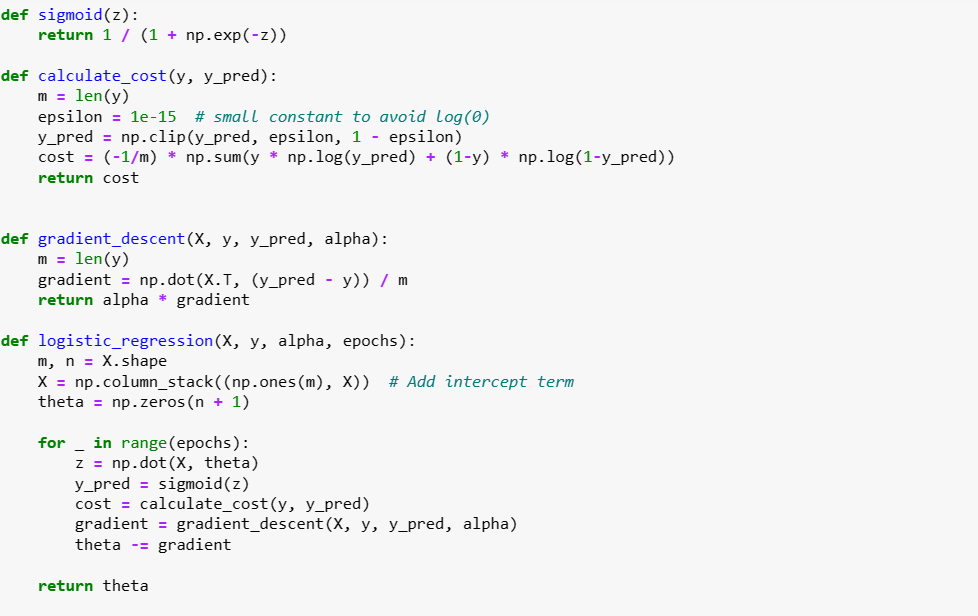 def sigmoid(z):
    return 1 / (1 + np.exp(-z))

def calculate_cost(y, y_pred):
    m = len(y)
    epsilon = 1e-15  # small constant to avoid log(0)
    y_pred = np.clip(y_pred, epsilon, 1 - epsilon)
    cost = (-1/m) * np.sum(y * np.log(y_pred) + (1-y) * np.log(1-y_pred))
    return cost


def gradient_descent(X, y, y_pred, alpha):
    m = len(y)
    gradient = np.dot(X.T, (y_pred - y)) / m
    return alpha * gradient

def logistic_regression(X, y, alpha, epochs):
    m, n = X.shape
    X = np.column_stack((np.ones(m), X))  # Add intercept term
    theta = np.zeros(n + 1)

    for _ in range(epochs):
        z = np.dot(X, theta)
        y_pred = sigmoid(z)
        cost = calculate_cost(y, y_pred)
        gradient = gradient_descent(X, y, y_pred, alpha)
        theta -= gradient

    return theta